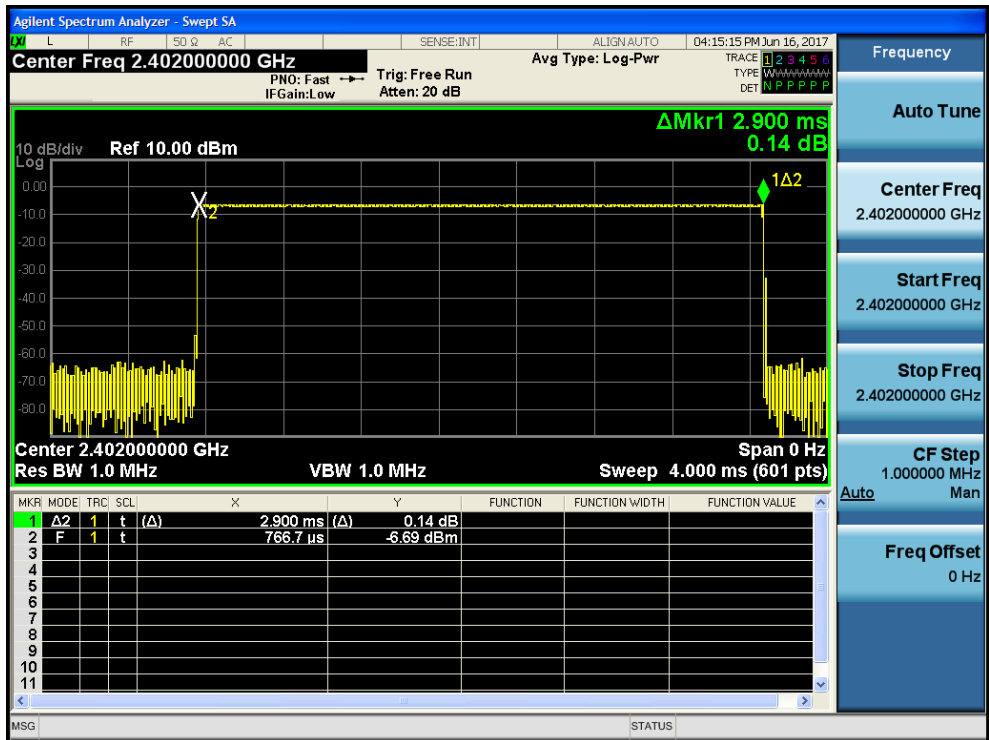 Agilent Spectrum Analyzer - Swept SA
LXI L RF 50 Ω AC SENSE:INT ALIGN AUTO 04:15:15 PM Jun 16, 2017
Center Freq 2.402000000 GHz
PNO: Fast
IFGain:Low
Trig: Free Run
Atten: 20 dB
Avg Type: Log-Pwr
TRACE 1 2 3 4 5 6
TYPE WWWWWWW
DET N P P P P P
ΔMkr1 2.900 ms
0.14 dB
10 dB/div Ref 10.00 dBm
Log
0.00
-10.0
-20.0
-30.0
-40.0
-50.0
-60.0
-70.0
-80.0
X2
1Δ2
Center 2.402000000 GHz Span 0 Hz
Res BW 1.0 MHz VBW 1.0 MHz Sweep 4.000 ms (601 pts)
MKR MODE TRC SCL X Y FUNCTION FUNCTION WIDTH FUNCTION VALUE
1 Δ2 1 t (Δ) 2.900 ms (Δ) 0.14 dB
2 F 1 t 766.7 µs -6.69 dBm
3
4
5
6
7
8
9
10
11
MSG STATUS
Frequency
Auto Tune
Center Freq
2.402000000 GHz
Start Freq
2.402000000 GHz
Stop Freq
2.402000000 GHz
CF Step
1.000000 MHz
Auto Man
Freq Offset
0 Hz